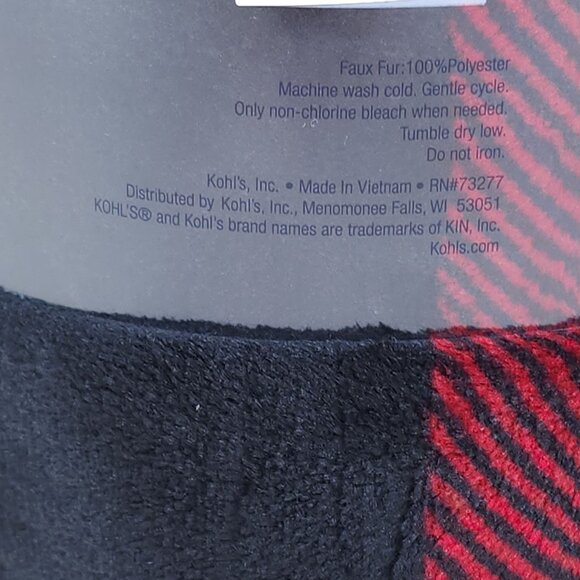 Faux Fur:100%Polyester
Machine wash cold. Gentle cycle.
Only non-chlorine bleach when needed.
Tumble dry low.
Do not iron.
Kohl's, Inc. • Made In Vietnam • RN#73277
Distributed by Kohl's, Inc., Menomonee Falls, WI 53051
KOHL'S® and Kohl's brand names are trademarks of KIN, Inc.
Kohls.com